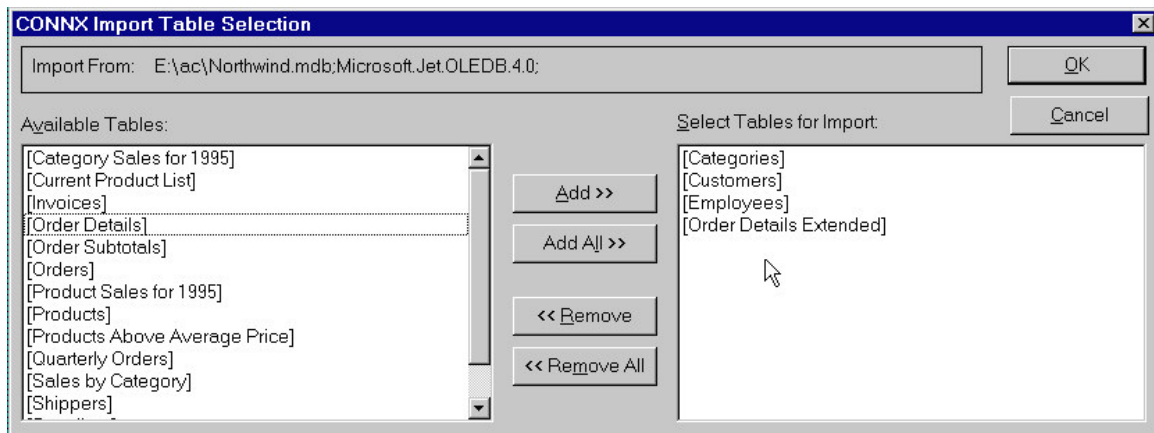 CONNX Import Table Selection
Import From: E:\ac\Northwind.mdb;Microsoft.Jet.OLEDB.4.0;
OK
Cancel
Available Tables:
[Category Sales for 1995]
[Current Product List]
[Invoices]
[Order Details]
[Order Subtotals]
[Orders]
[Product Sales for 1995]
[Products]
[Products Above Average Price]
[Quarterly Orders]
[Sales by Category]
[Shippers]
Add >>
Add All >>
<< Remove
<< Remove All
Select Tables for Import:
[Categories]
[Customers]
[Employees]
[Order Details Extended]